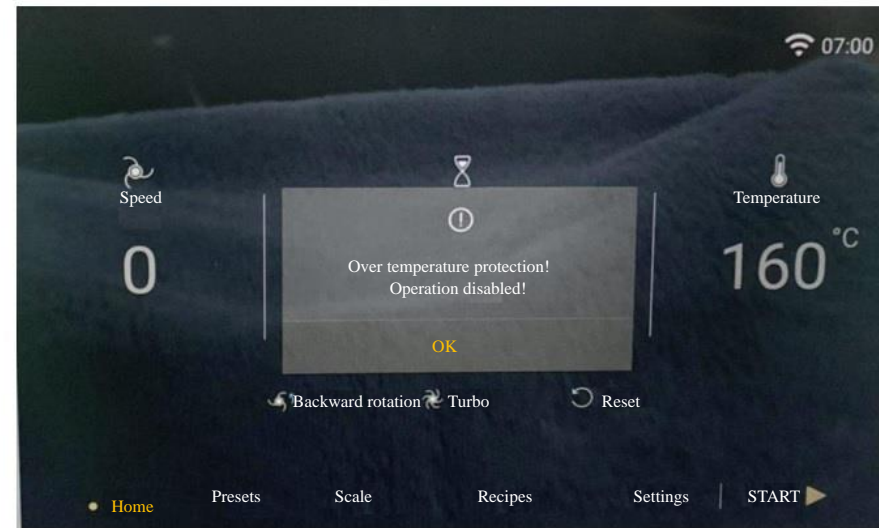 07:00
Speed
Temperature
0
160 °C
Over temperature protection!
Operation disabled!
OK
Backward rotation
Turbo
Reset
Home
Presets
Scale
Recipes
Settings
START